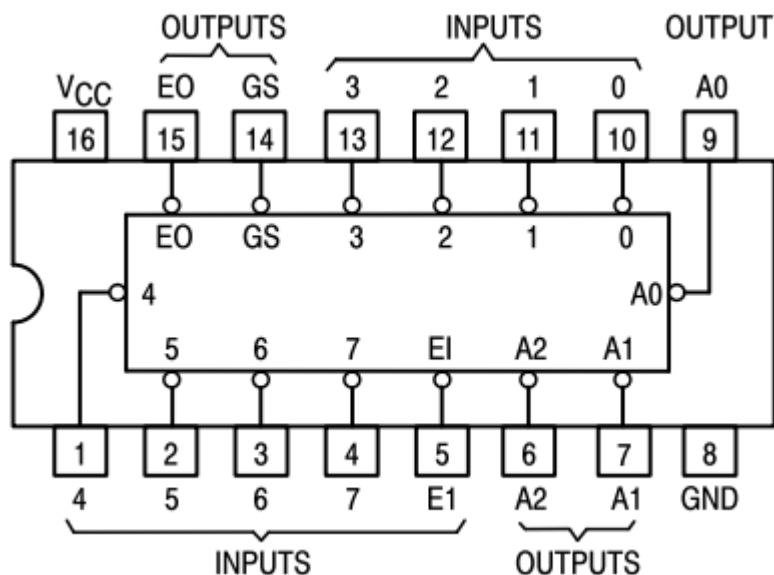 OUTPUTS INPUTS OUTPUT
VCC EO GS 3 2 1 0 A0
16 15 14 13 12 11 10 9
EO GS 3 2 1 0
4 A0
5 6 7 EI A2 A1
1 2 3 4 5 6 7 8
4 5 6 7 E1 A2 A1 GND
INPUTS OUTPUTS